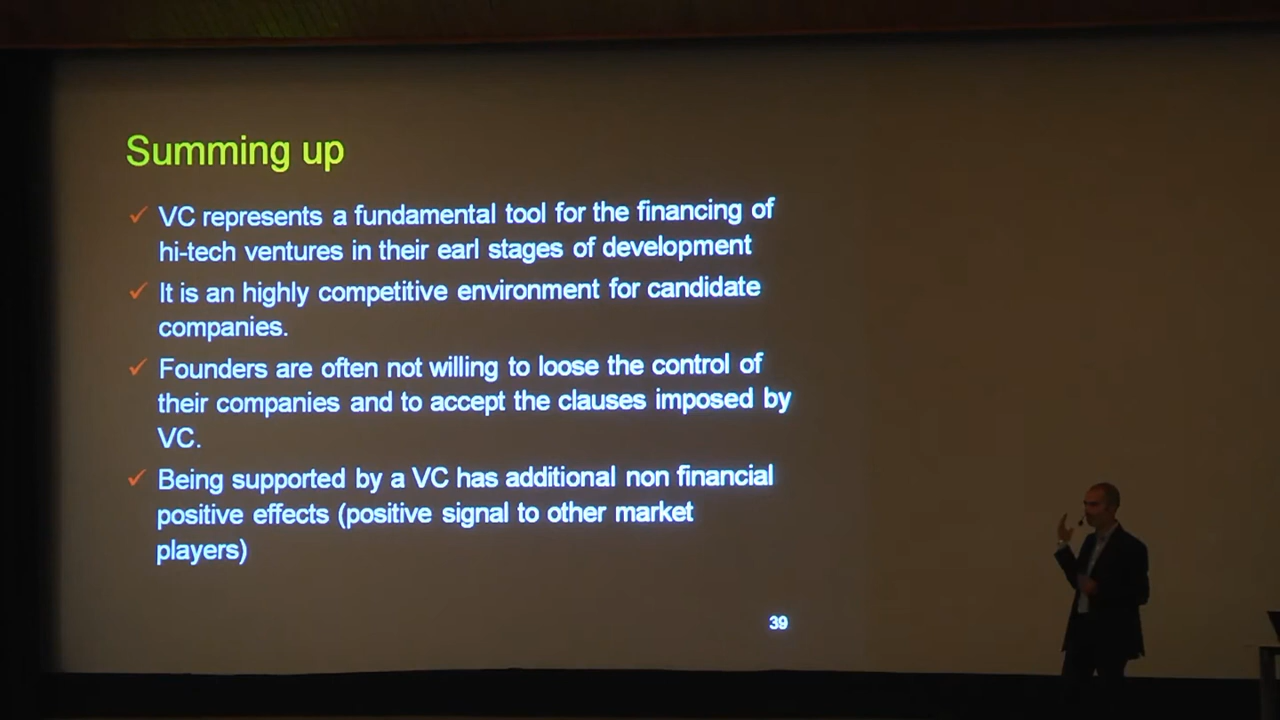 Summing up
✓ VC represents a fundamental tool for the financing of
hi-tech ventures in their earl stages of development
✓ It is an highly competitive environment for candidate
companies.
✓ Founders are often not willing to loose the control of
their companies and to accept the clauses imposed by
VC.
✓ Being supported by a VC has additional non financial
positive effects (positive signal to other market
players)
39